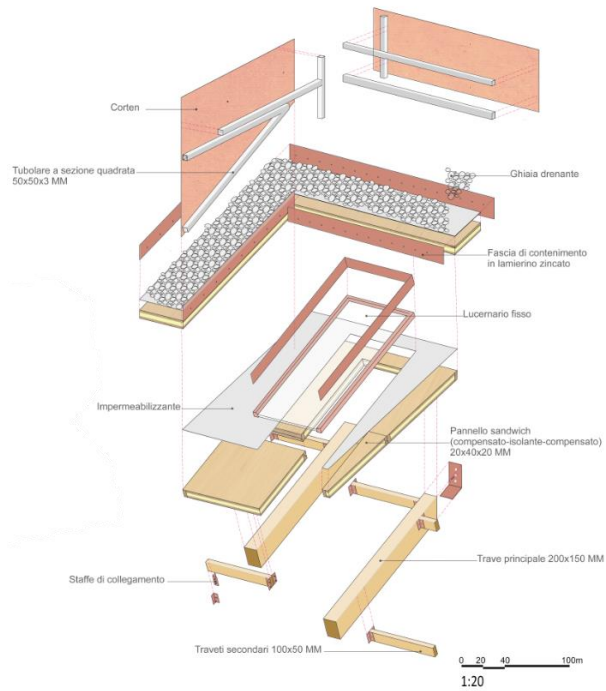 Corten
Tubolare a sezione quadrata
50x50x3 MM
Ghiaia drenante
Fascia di contenimento
in lamierino zincato
Lucernario fisso
Impermeabilizzante
Pannello sandwich
(compensato-isolante-compensato)
20x40x20 MM
Trave principale 200x150 MM
Staffe di collegamento
Traveti secondari 100x50 MM
0 20 40 100m
1:20